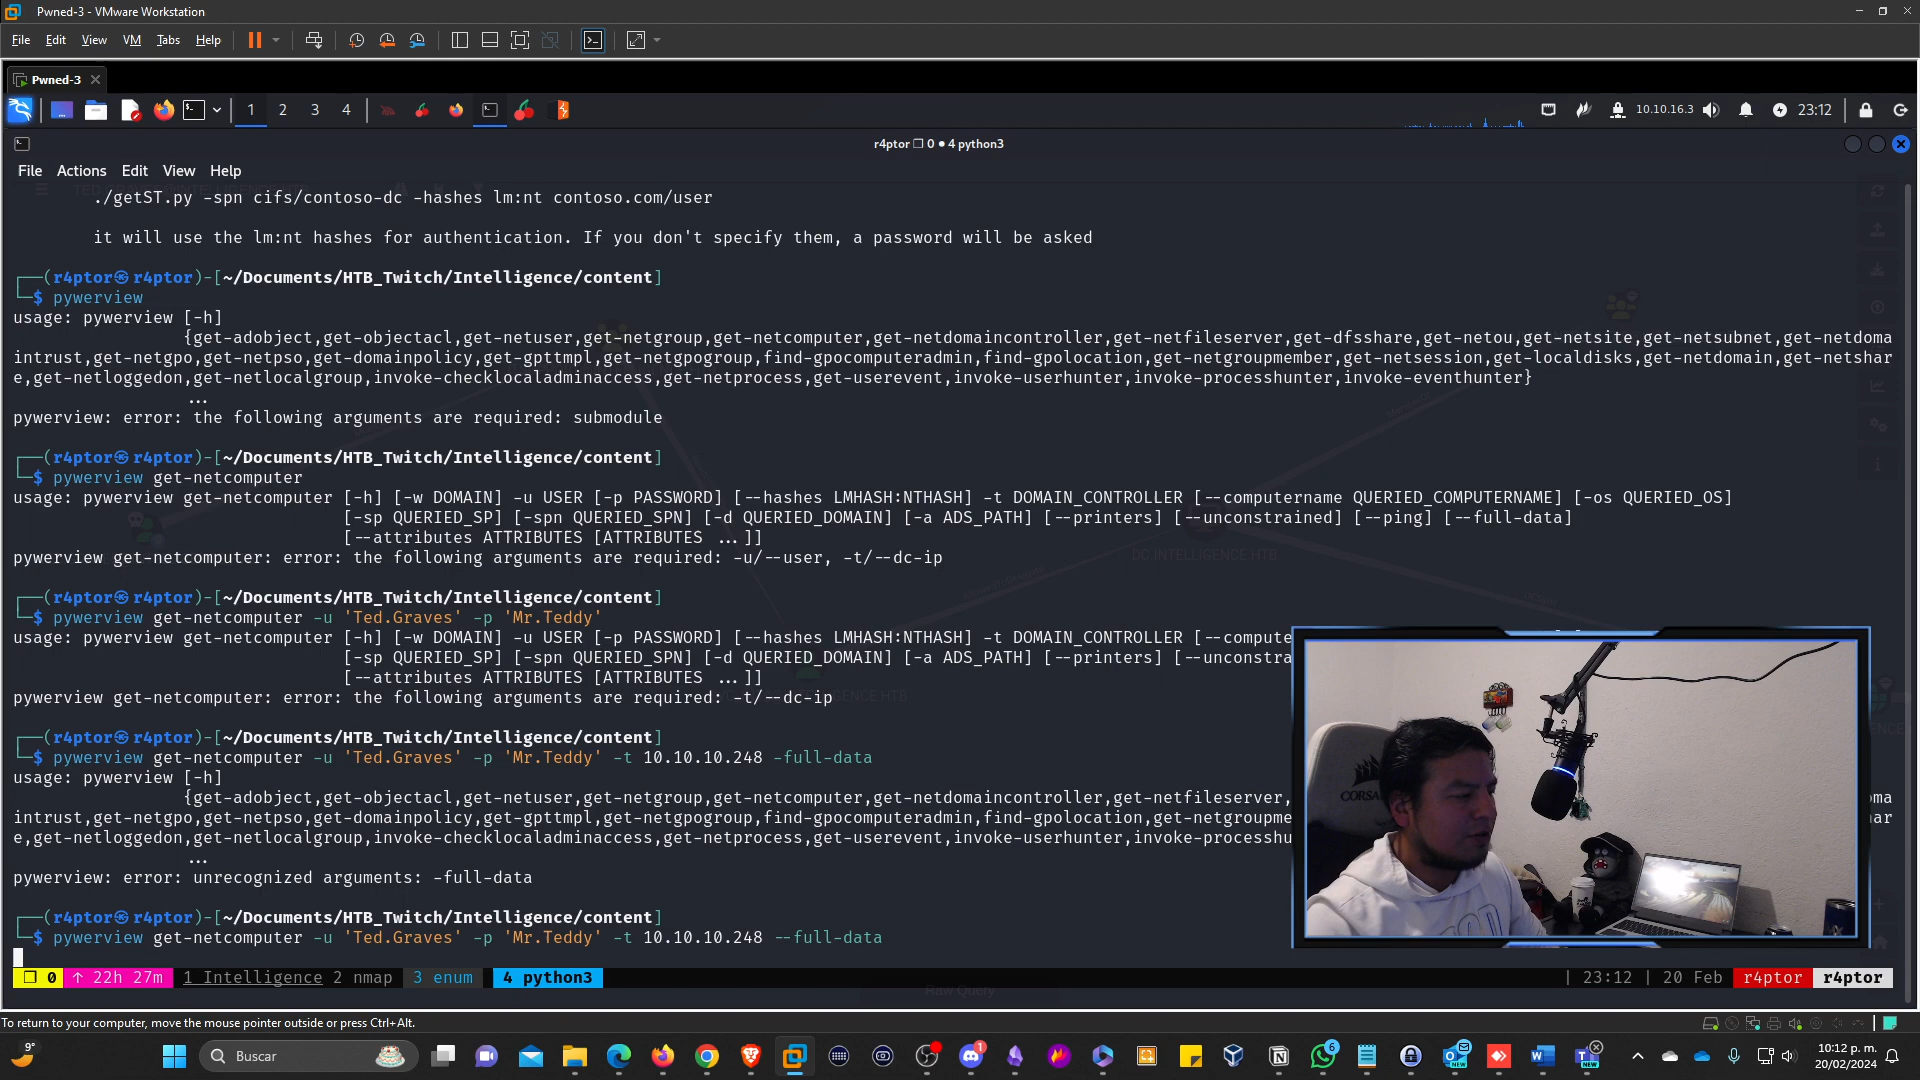 Pwned-3 - VMware Workstation
File Edit View VM Tabs Help
Pwned-3
1 2 3 4
10.10.16.3
23:12
r4ptor ❐ 0 ● 4 python3
File Actions Edit View Help
./getST.py -spn cifs/contoso-dc -hashes lm:nt contoso.com/user
it will use the lm:nt hashes for authentication. If you don't specify them, a password will be asked
┌──(r4ptor㉿r4ptor)-[~/Documents/HTB_Twitch/Intelligence/content]
└─$ pywerview
usage: pywerview [-h]
{get-adobject,get-objectacl,get-netuser,get-netgroup,get-netcomputer,get-netdomaincontroller,get-netfileserver,get-dfsshare,get-netou,get-netsite,get-netsubnet,get-netdoma
intrust,get-netgpo,get-netpso,get-domainpolicy,get-gpttmpl,get-netgpogroup,find-gpocomputeradmin,find-gpolocation,get-netgroupmember,get-netsession,get-localdisks,get-netdomain,get-netshar
e,get-netloggedon,get-netlocalgroup,invoke-checklocaladminaccess,get-netprocess,get-userevent,invoke-userhunter,invoke-processhunter,invoke-eventhunter}
...
pywerview: error: the following arguments are required: submodule
┌──(r4ptor㉿r4ptor)-[~/Documents/HTB_Twitch/Intelligence/content]
└─$ pywerview get-netcomputer
usage: pywerview get-netcomputer [-h] [-w DOMAIN] -u USER [-p PASSWORD] [--hashes LMHASH:NTHASH] -t DOMAIN_CONTROLLER [--computername QUERIED_COMPUTERNAME] [-os QUERIED_OS]
[-sp QUERIED_SP] [-spn QUERIED_SPN] [-d QUERIED_DOMAIN] [-a ADS_PATH] [--printers] [--unconstrained] [--ping] [--full-data]
[--attributes ATTRIBUTES [ATTRIBUTES ...]]
pywerview get-netcomputer: error: the following arguments are required: -u/--user, -t/--dc-ip
DC.INTELLIGENCE.HTB
┌──(r4ptor㉿r4ptor)-[~/Documents/HTB_Twitch/Intelligence/content]
└─$ pywerview get-netcomputer -u 'Ted.Graves' -p 'Mr.Teddy'
usage: pywerview get-netcomputer [-h] [-w DOMAIN] -u USER [-p PASSWORD] [--hashes LMHASH:NTHASH] -t DOMAIN_CONTROLLER [--compute
[-sp QUERIED_SP] [-spn QUERIED_SPN] [-d QUERIED_DOMAIN] [-a ADS_PATH] [--printers] [--unconstra
[--attributes ATTRIBUTES [ATTRIBUTES ...]]
pywerview get-netcomputer: error: the following arguments are required: -t/--dc-ip
┌──(r4ptor㉿r4ptor)-[~/Documents/HTB_Twitch/Intelligence/content]
└─$ pywerview get-netcomputer -u 'Ted.Graves' -p 'Mr.Teddy' -t 10.10.10.248 -full-data
usage: pywerview [-h]
{get-adobject,get-objectacl,get-netuser,get-netgroup,get-netcomputer,get-netdomaincontroller,get-netfileserver, oma
intrust,get-netgpo,get-netpso,get-domainpolicy,get-gpttmpl,get-netgpogroup,find-gpocomputeradmin,find-gpolocation,get-netgroupme har
e,get-netloggedon,get-netlocalgroup,invoke-checklocaladminaccess,get-netprocess,get-userevent,invoke-userhunter,invoke-processhu
...
pywerview: error: unrecognized arguments: -full-data
┌──(r4ptor㉿r4ptor)-[~/Documents/HTB_Twitch/Intelligence/content]
└─$ pywerview get-netcomputer -u 'Ted.Graves' -p 'Mr.Teddy' -t 10.10.10.248 --full-data
❐ 0 ↑ 22h 27m 1 Intelligence 2 nmap 3 enum 4 python3 | 23:12 | 20 Feb r4ptor r4ptor
Raw Query
To return to your computer, move the mouse pointer outside or press Ctrl+Alt.
9°
Buscar
10:12 p. m.
20/02/2024